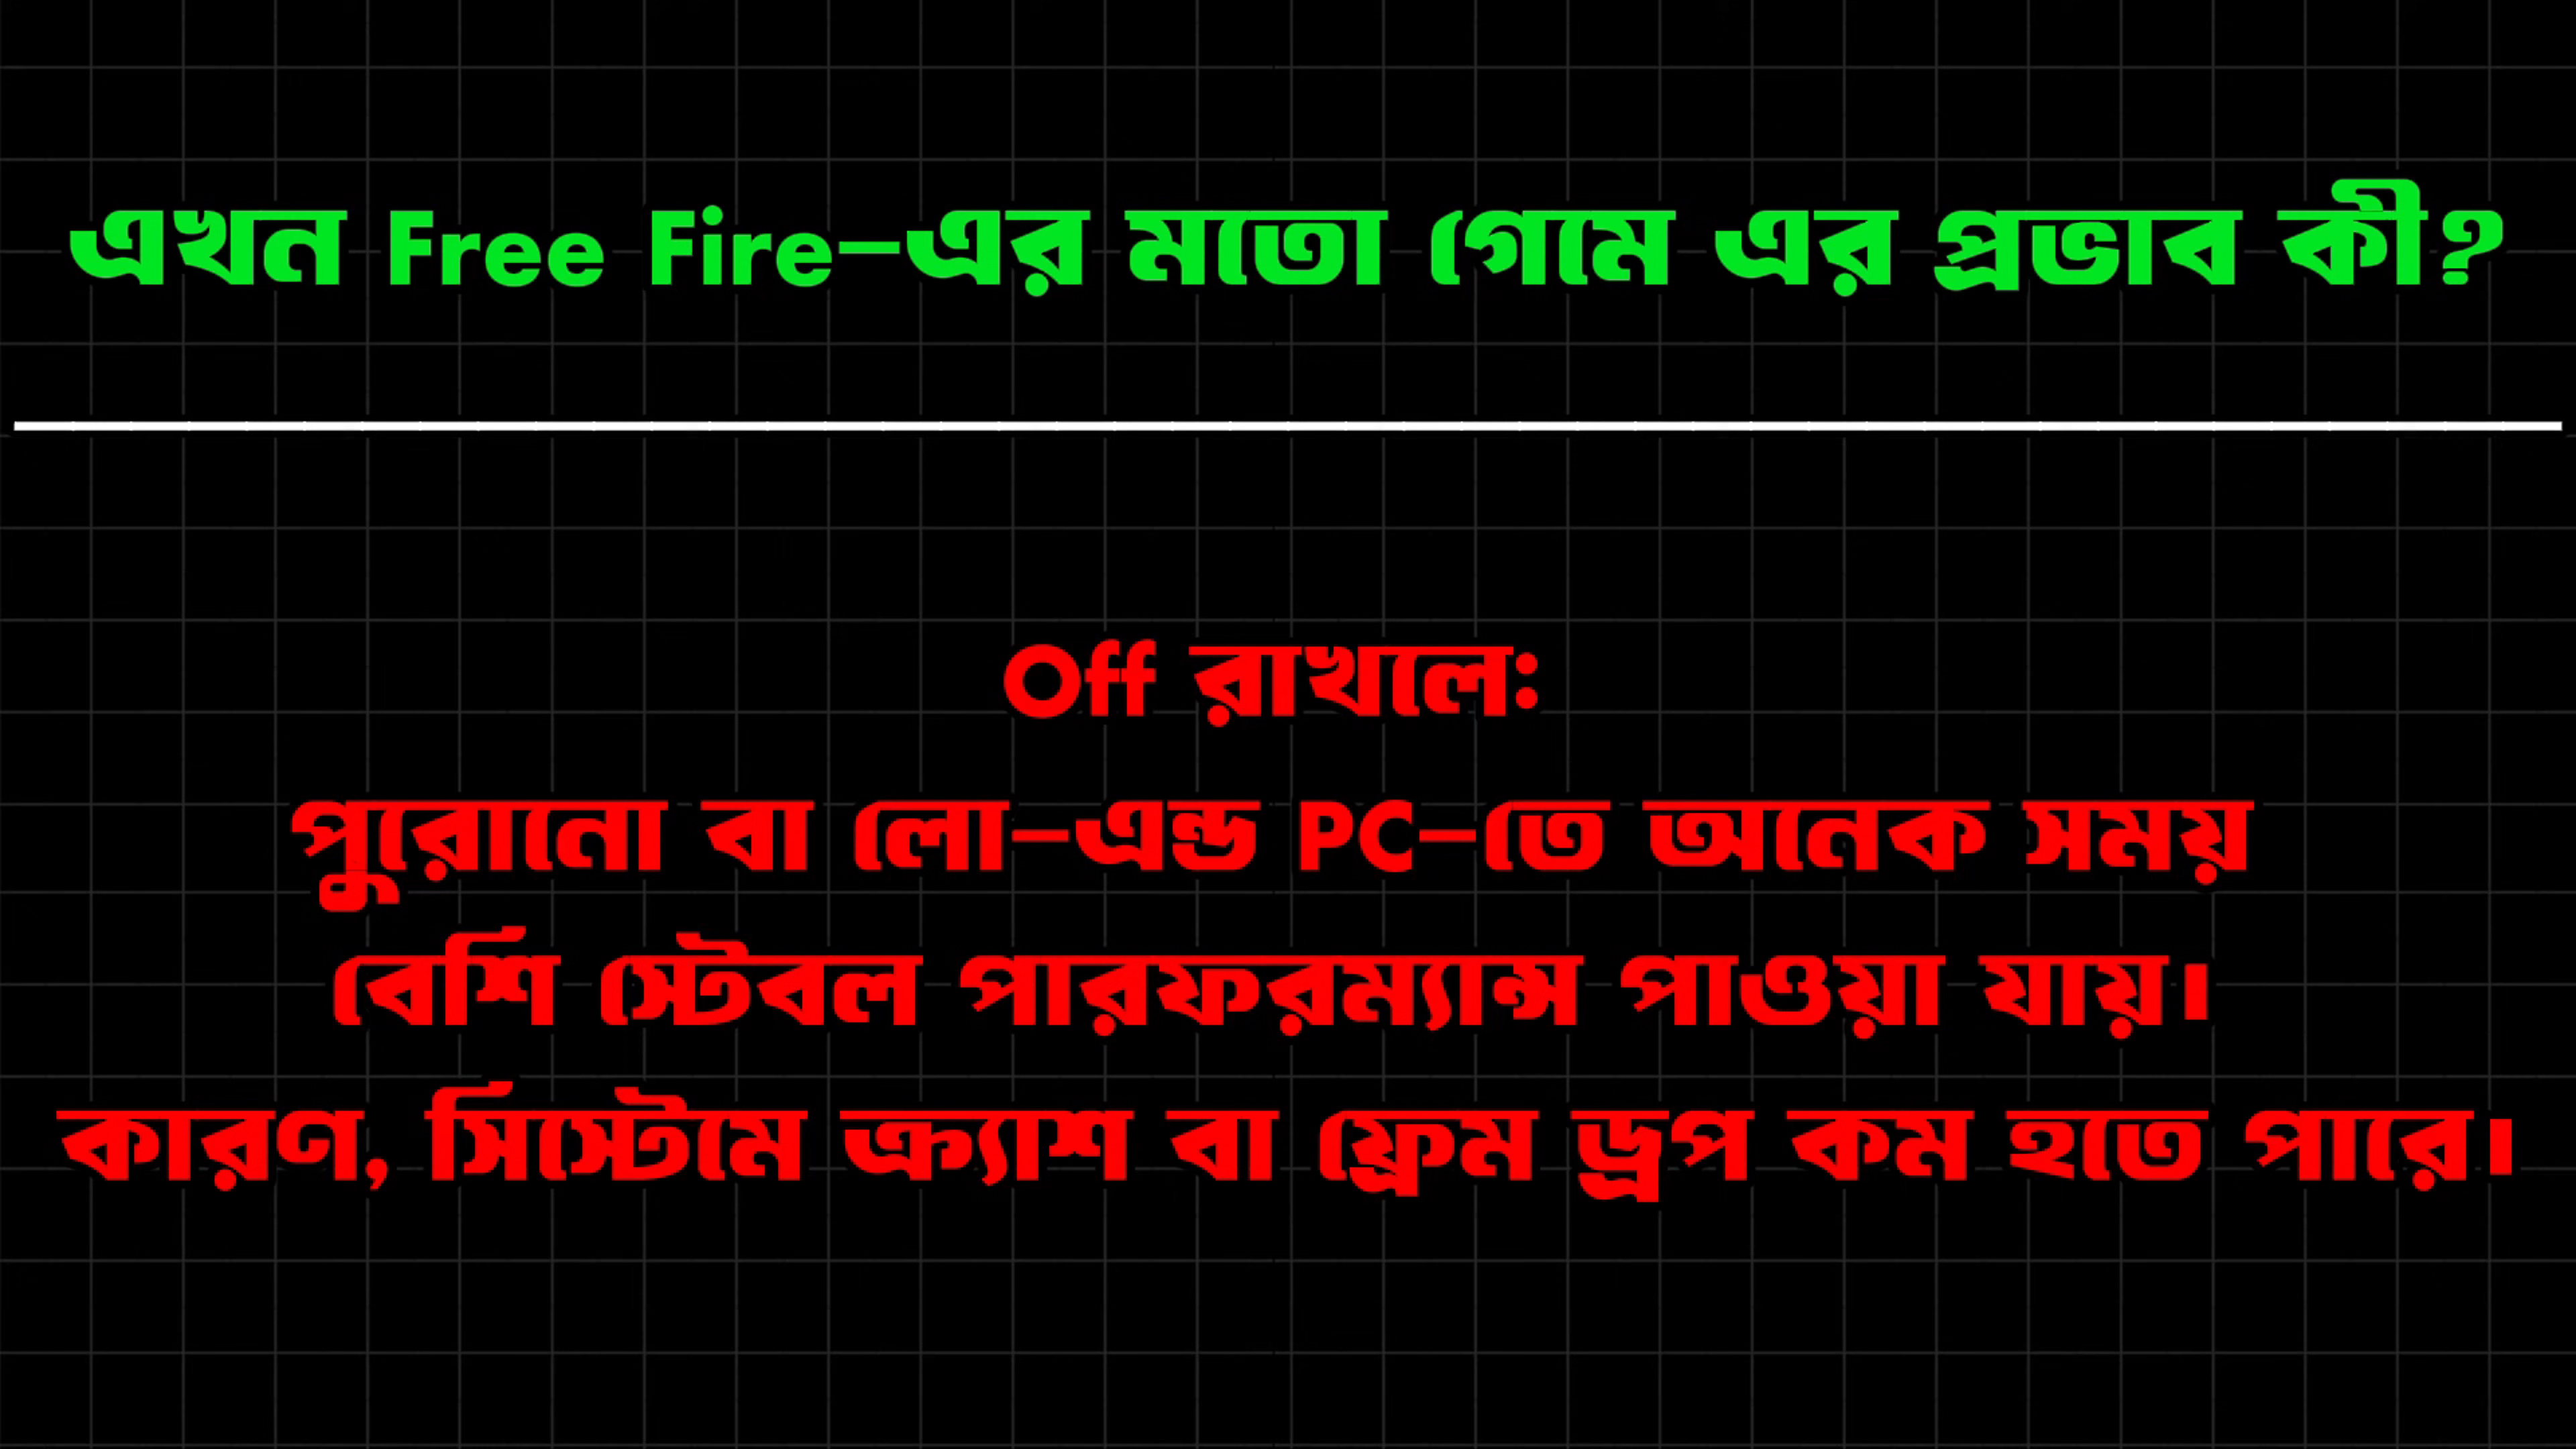 এখন Free Fire-এর মতো গেমে এর প্রভাব কী?
Off রাখলে:
পুরোনো বা লো-এন্ড PC-তে অনেক সময়
বেশি স্টেবল পারফরম্যান্স পাওয়া যায়।
কারণ, সিস্টেমে ক্র্যাশ বা ফ্রেম ড্রপ কম হতে পারে।